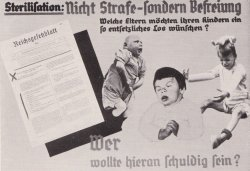 Sterilisation: Nicht Strafe-sondern Befreiung
Welche Eltern möchten ihren Kindern ein
so entsetzliches Los wünschen?
Reichsgesetzblatt
Wer
wollte hieran schuldig sein?